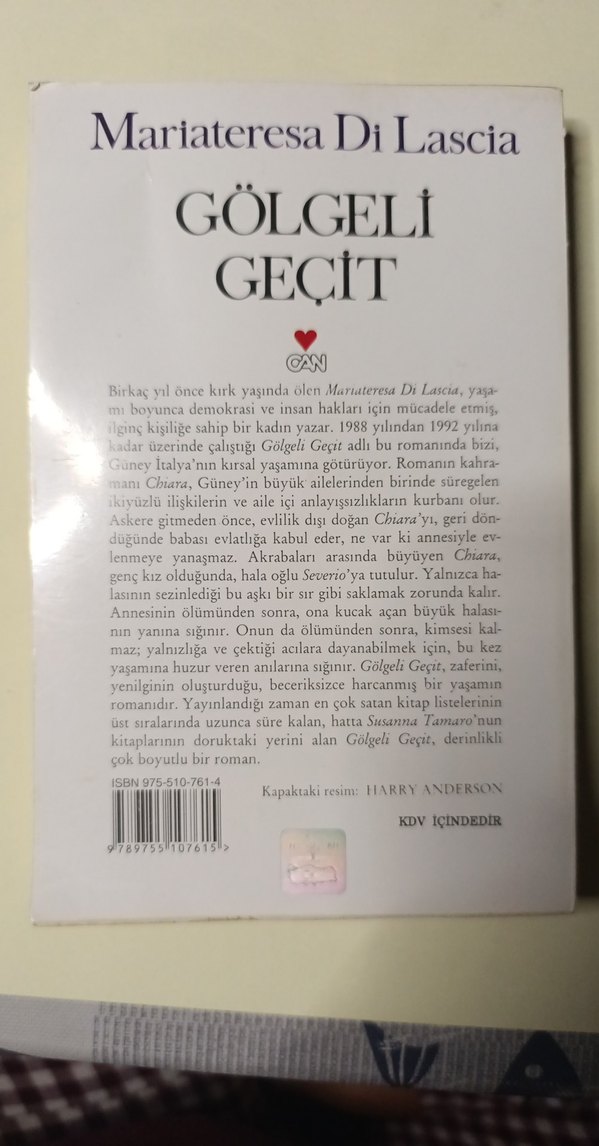 Mariateresa Di Lascia
GÖLGELİ
GEÇİT
CAN
Birkaç yıl önce kırk yaşında ölen Mariateresa Di Lascia, yaşa-
mı boyunca demokrasi ve insan hakları için mücadele etmiş,
ilginç kişiliğe sahip bir kadın yazar. 1988 yılından 1992 yılına
kadar üzerinde çalıştığı Gölgeli Geçit adlı bu romanında bizi,
Güney İtalya'nın kırsal yaşamına götürüyor. Romanın kahra-
manı Chiara, Güney'in büyük ailelerinden birinde süregelen
ikiyüzlü ilişkilerin ve aile içi anlayışsızlıkların kurbanı olur.
Askere gitmeden önce, evlilik dışı doğan Chiara'yı, geri dön-
düğünde babası evlatlığa kabul eder, ne var ki annesiyle ev-
lenmeye yanaşmaz. Akrabaları arasında büyüyen Chiara,
genç kız olduğunda, hala oğlu Severio'ya tutulur. Yalnızca ha-
lasının sezinlediği bu aşkı bir sır gibi saklamak zorunda kalır.
Annesinin ölümünden sonra, ona kucak açan büyük halası-
nın yanına sığınır. Onun da ölümünden sonra, kimsesi kal-
maz; yalnızlığa ve çektiği acılara dayanabilmek için, bu kez
yaşamına huzur veren anılarına sığınır. Gölgeli Geçit, zaferini,
yenilginin oluşturduğu, beceriksizce harcanmış bir yaşamın
romanıdır. Yayınlandığı zaman en çok satan kitap listelerinin
üst sıralarında uzunca süre kalan, hatta Susanna Tamaro'nun
kitaplarının doruktaki yerini alan Gölgeli Geçit, derinlikli
çok boyutlu bir roman.
ISBN 975-510-761-4
Kapaktaki resim: HARRY ANDERSON
KDV İÇİNDEDİR
9 789755 107615 >